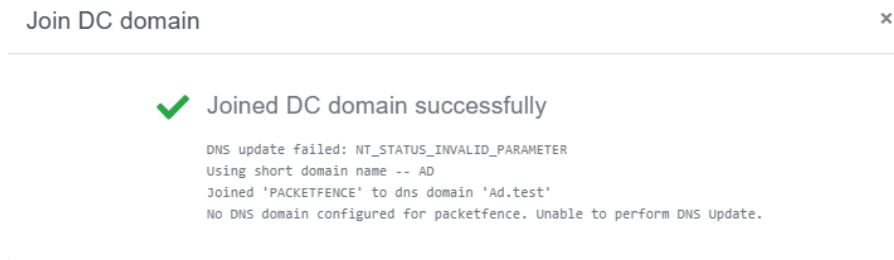 Join DC domain ×
Joined DC domain successfully
DNS update failed: NT_STATUS_INVALID_PARAMETER
Using short domain name -- AD
Joined 'PACKETFENCE' to dns domain 'Ad.test'
No DNS domain configured for packetfence. Unable to perform DNS Update.